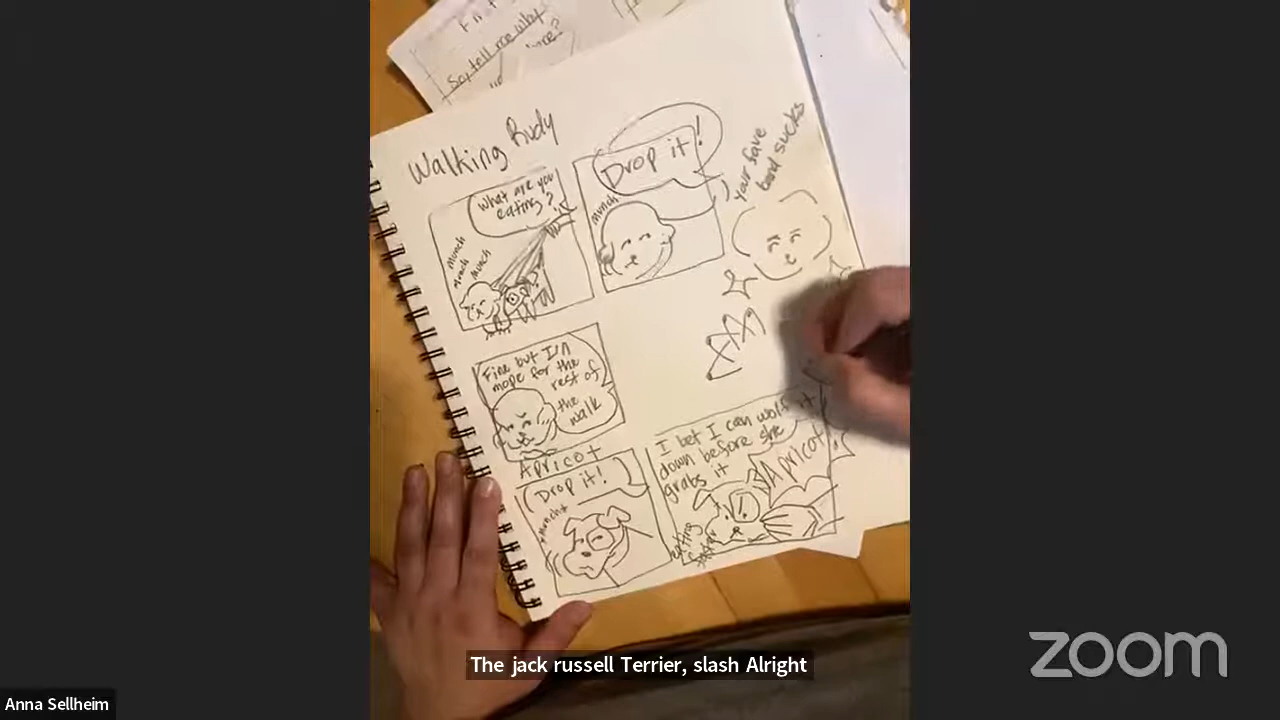 Say tell me why
Walking Rudy
What are you
eating?
munch
munch
munch
Drop it!
munch
Your fave
band sucks
Fine but I'll
mope for the
rest of
the
walk
Apricot
Drop it!
munch
I bet I can wolf it
down before she
grabs it
Apricot!
eating
faster
The jack russell Terrier, slash Alright
Anna Sellheim
zoom